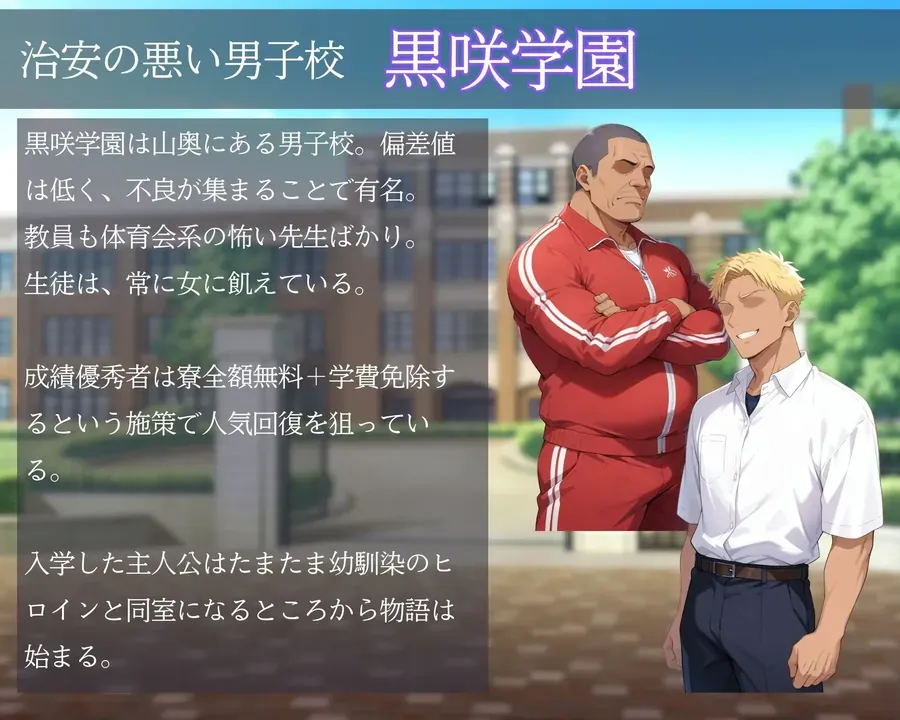 治安の悪い男子校 黒咲学園
黒咲学園は山奥にある男子校。偏差値
は低く、不良が集まることで有名。
教員も体育会系の怖い先生ばかり。
生徒は、常に女に飢えている。
成績優秀者は寮全額無料＋学費免除す
るという施策で人気回復を狙ってい
る。
入学した主人公はたまたま幼馴染のヒ
ロインと同室になるところから物語は
始まる。